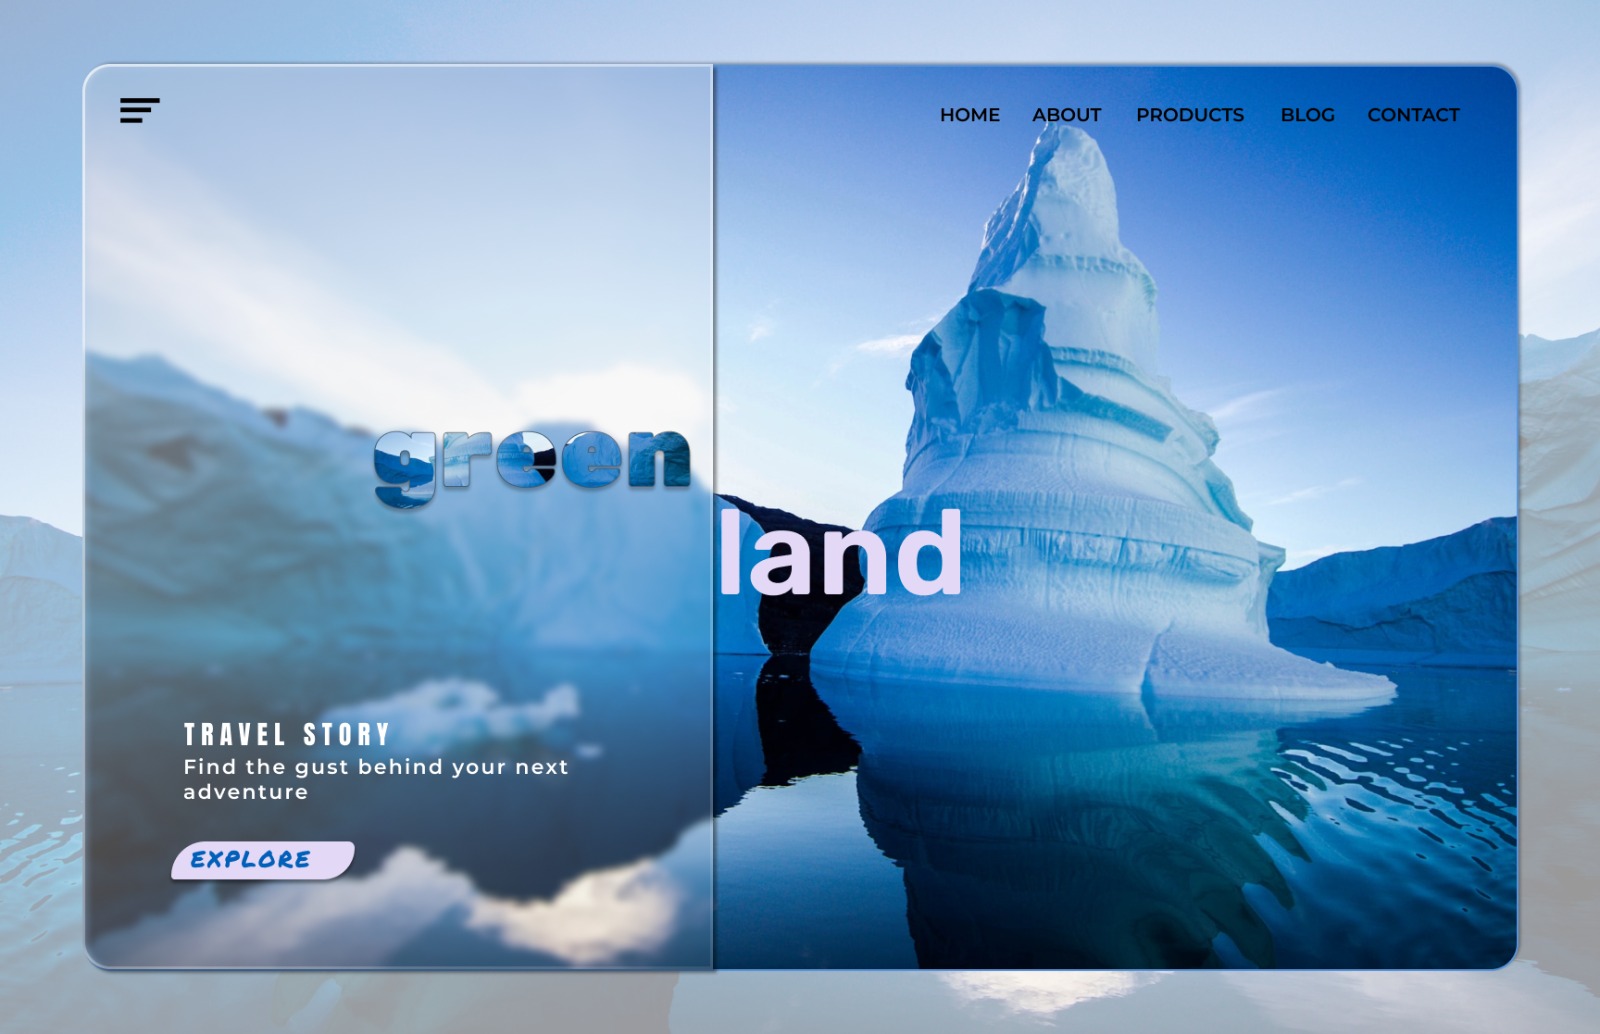 HOME ABOUT PRODUCTS BLOG CONTACT
green
land
TRAVEL STORY
Find the gust behind your next
adventure
EXPLORE